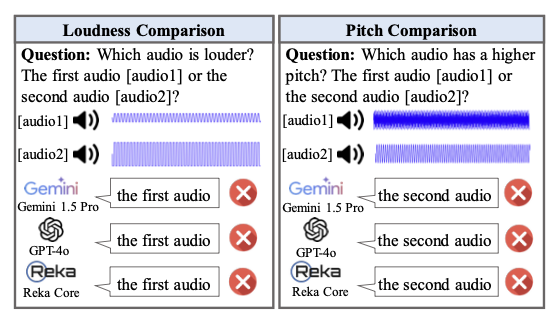 Loudness Comparison
Question: Which audio is louder?
The first audio [audio1] or the
second audio [audio2]?
[audio1]
[audio2]
Gemini
Gemini 1.5 Pro
the first audio
GPT-4o
the first audio
Reka
Reka Core
the first audio
Pitch Comparison
Question: Which audio has a higher
pitch? The first audio [audio1] or
the second audio [audio2]?
[audio1]
[audio2]
Gemini
Gemini 1.5 Pro
the second audio
GPT-4o
the second audio
Reka
Reka Core
the second audio